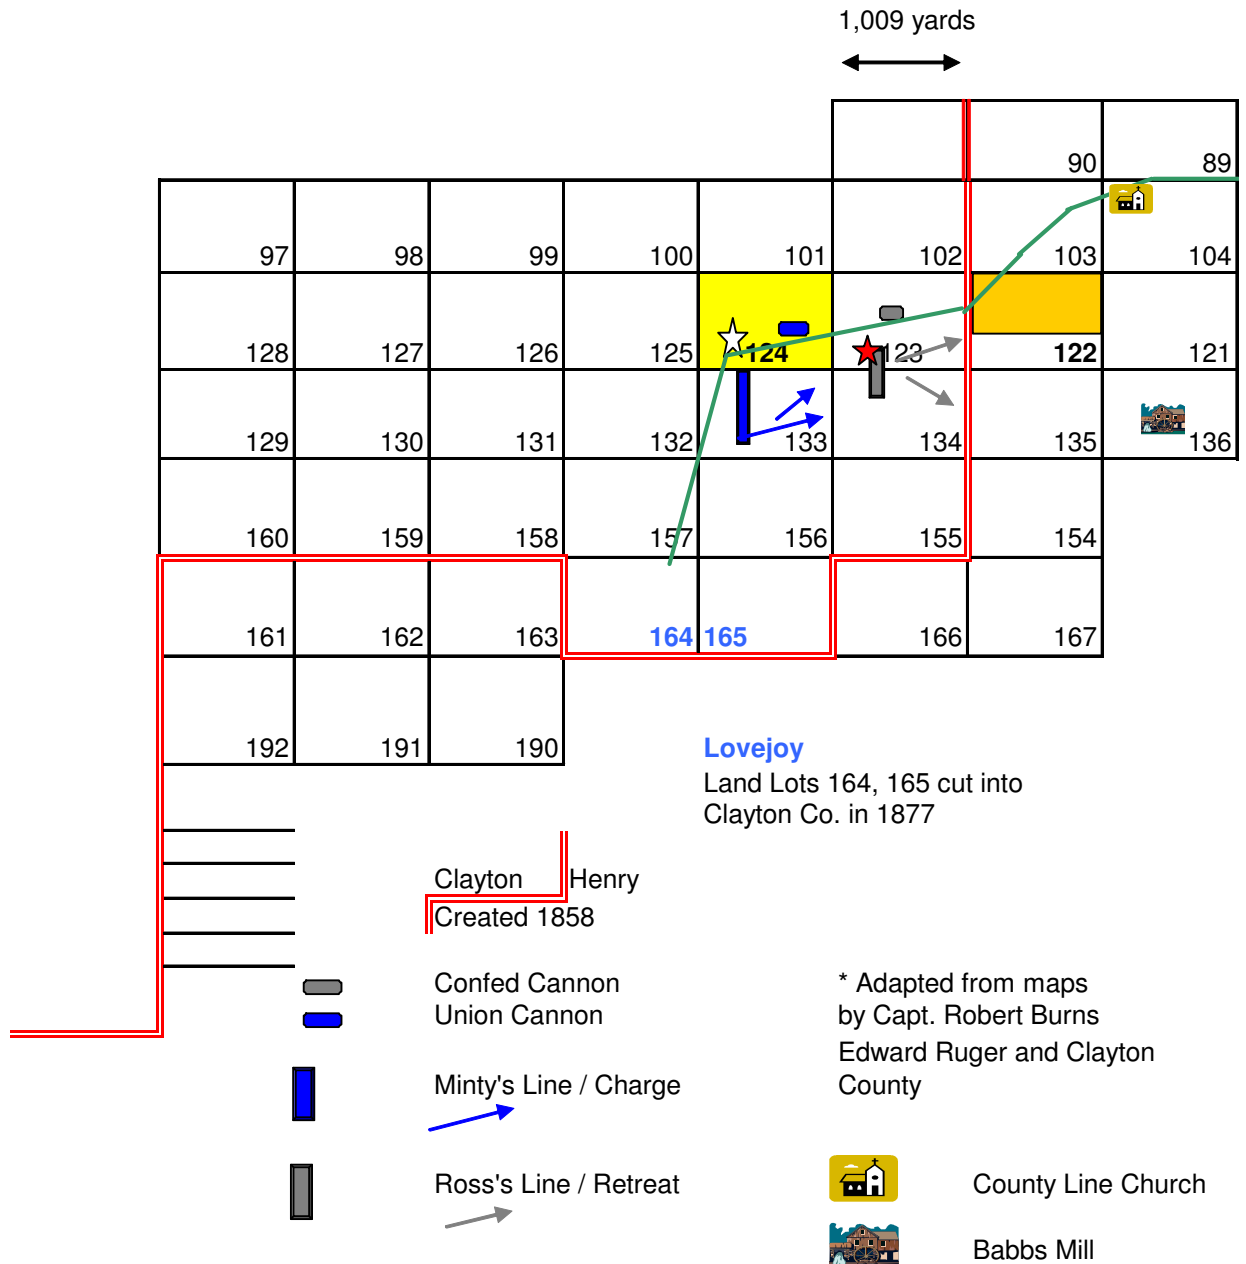 1,009 yards
90 89
97 98 99 100 101 102 103 104
128 127 126 125 124 123 122 121
129 130 131 132 133 134 135 136
160 159 158 157 156 155 154
161 162 163 164 165 166 167
192 191 190
Lovejoy
Land Lots 164, 165 cut into
Clayton Co. in 1877
Clayton Henry
Created 1858
Confed Cannon
Union Cannon
* Adapted from maps
by Capt. Robert Burns
Edward Ruger and Clayton
County
Minty's Line / Charge
Ross's Line / Retreat
County Line Church
Babbs Mill